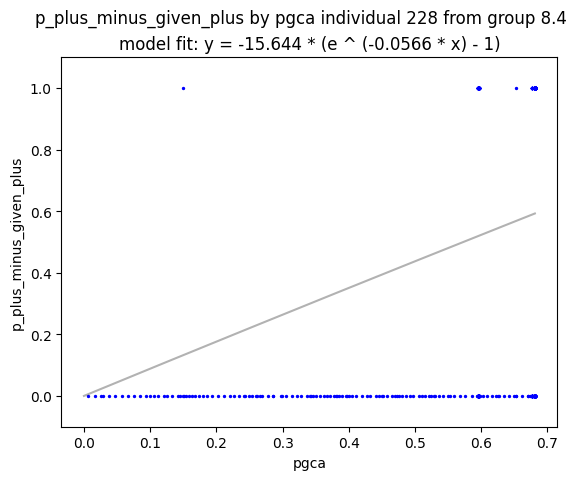 p_plus_minus_given_plus by pgca individual 228 from group 8.4
model fit: y = -15.644 * (e ^ (-0.0566 * x) - 1)
1.0
0.8
0.6
0.4
0.2
0.0
p_plus_minus_given_plus
0.0 0.1 0.2 0.3 0.4 0.5 0.6 0.7
pgca